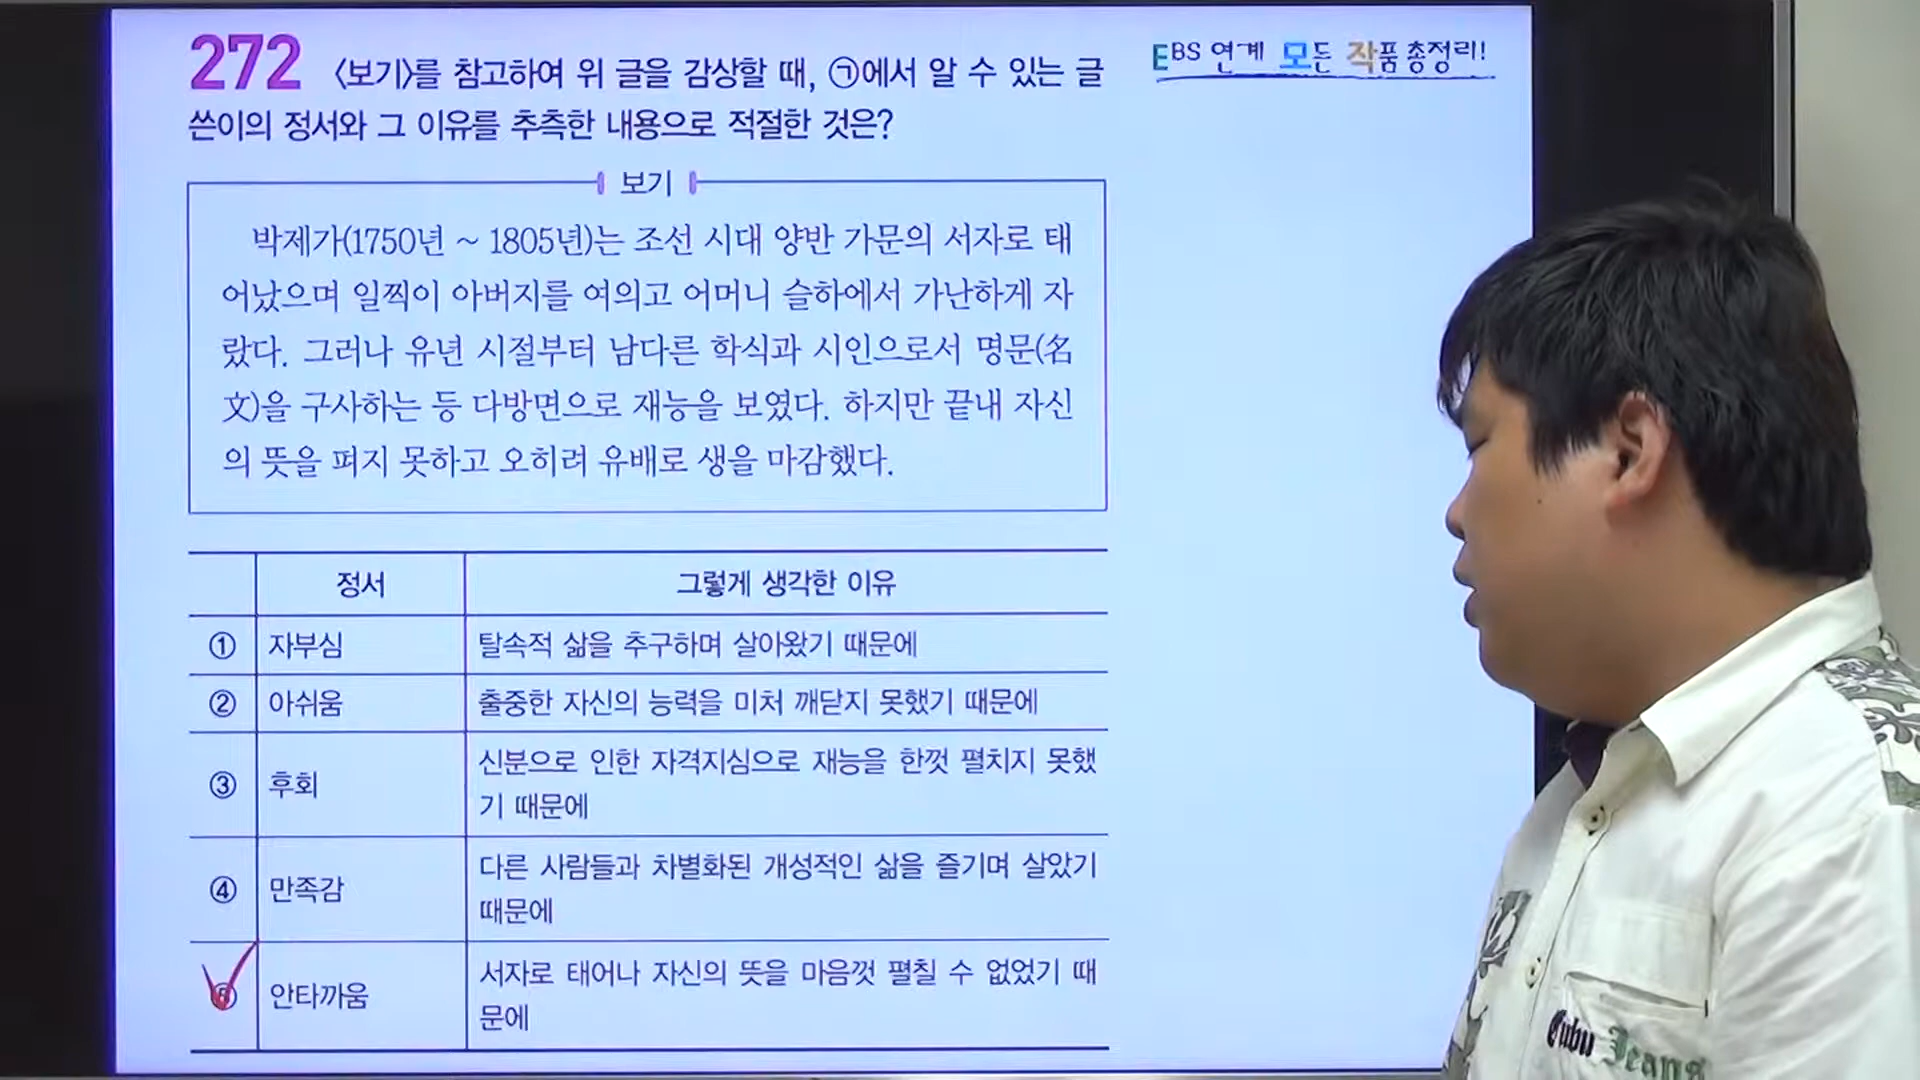 272 〈보기〉를 참고하여 위 글을 감상할 때, ㉠에서 알 수 있는 글
쓴이의 정서와 그 이유를 추측한 내용으로 적절한 것은?
EBS 연계 모든 작품 총정리!
보기
박제가(1750년 ~ 1805년)는 조선 시대 양반 가문의 서자로 태
어났으며 일찍이 아버지를 여의고 어머니 슬하에서 가난하게 자
랐다. 그러나 유년 시절부터 남다른 학식과 시인으로서 명문(名
文)을 구사하는 등 다방면으로 재능을 보였다. 하지만 끝내 자신
의 뜻을 펴지 못하고 오히려 유배로 생을 마감했다.
정서 그렇게 생각한 이유
① 자부심 탈속적 삶을 추구하며 살아왔기 때문에
② 아쉬움 출중한 자신의 능력을 미처 깨닫지 못했기 때문에
③ 후회 신분으로 인한 자격지심으로 재능을 한껏 펼치지 못했
기 때문에
④ 만족감 다른 사람들과 차별화된 개성적인 삶을 즐기며 살았기
때문에
⑤ 안타까움 서자로 태어나 자신의 뜻을 마음껏 펼칠 수 없었기 때
문에
Cubu Jeans